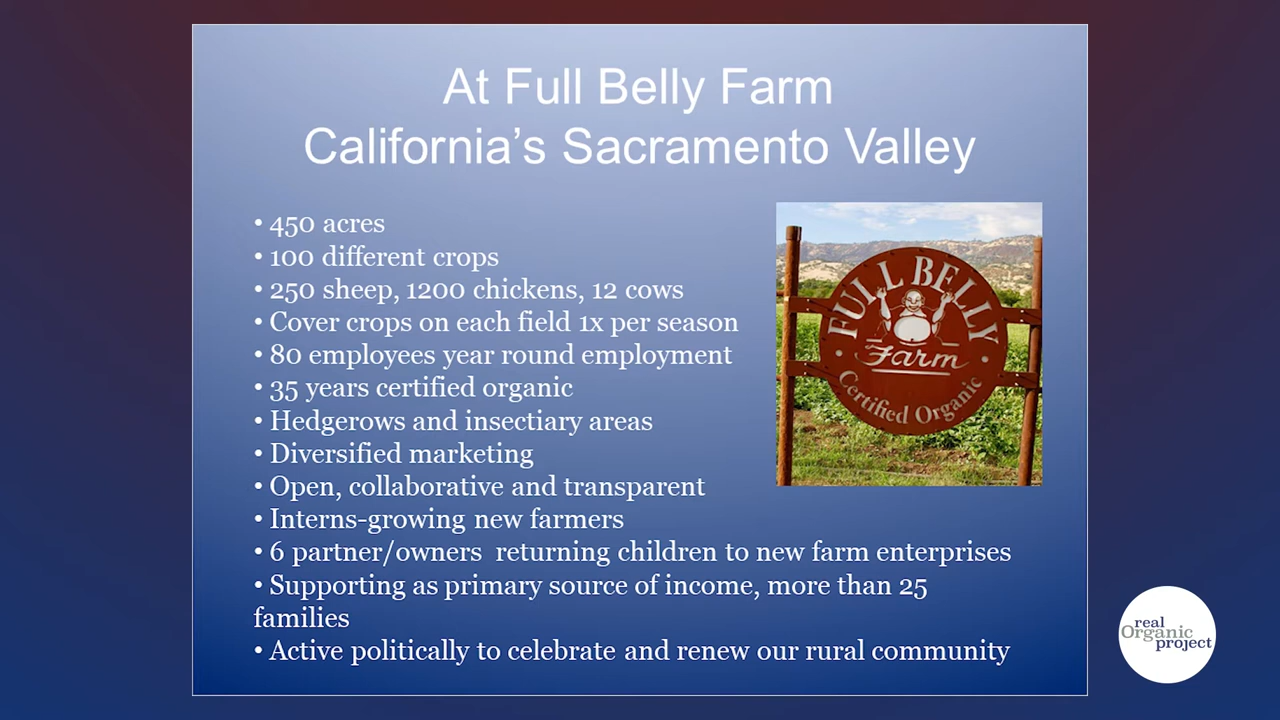 At Full Belly Farm
California’s Sacramento Valley
• 450 acres
• 100 different crops
• 250 sheep, 1200 chickens, 12 cows
• Cover crops on each field 1x per season
• 80 employees year round employment
• 35 years certified organic
• Hedgerows and insectiary areas
• Diversified marketing
• Open, collaborative and transparent
• Interns-growing new farmers
• 6 partner/owners  returning children to new farm enterprises
• Supporting as primary source of income, more than 25
families
• Active politically to celebrate and renew our rural community
FULL BELLY
Farm
• Certified Organic •
real
Organic
project